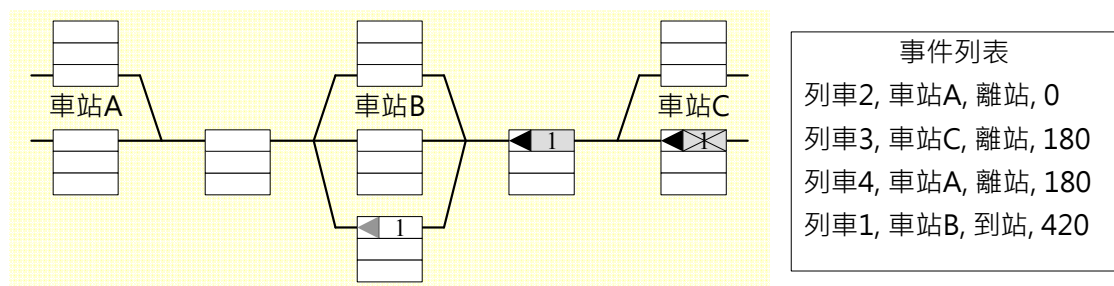 車站A
車站B
車站C
1
1
1
事件列表
列車2, 車站A, 離站, 0
列車3, 車站C, 離站, 180
列車4, 車站A, 離站, 180
列車1, 車站B, 到站, 420